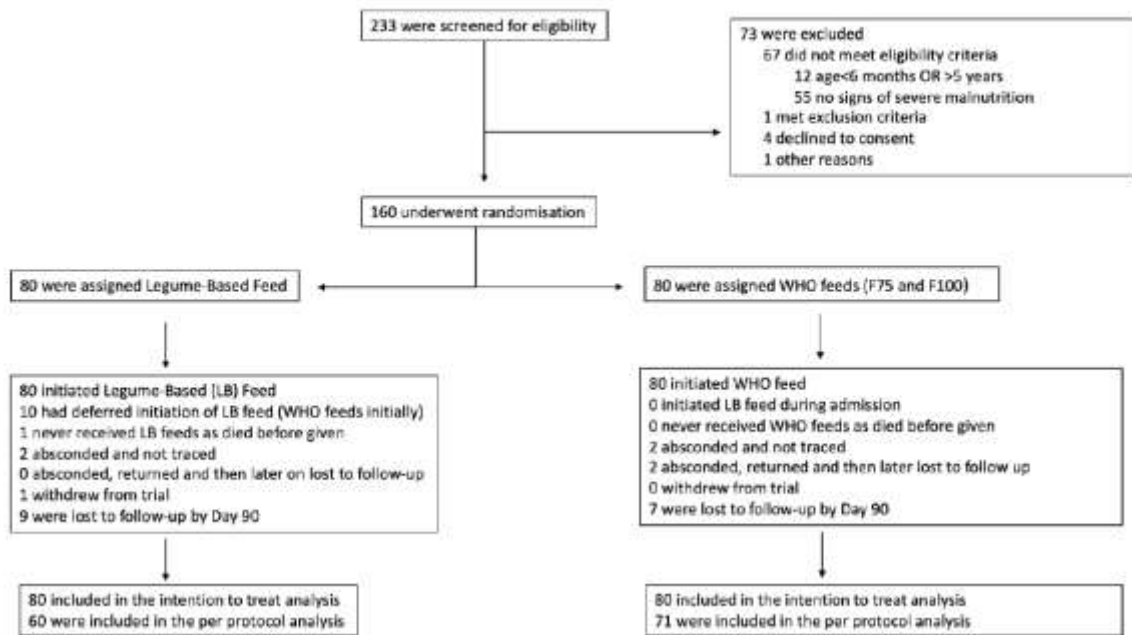 233 were screened for eligibility
73 were excluded
67 did not meet eligibility criteria
12 age<6 months OR >5 years
55 no signs of severe malnutrition
1 met exclusion criteria
4 declined to consent
1 other reasons
160 underwent randomisation
80 were assigned Legume-Based Feed
80 were assigned WHO feeds (F75 and F100)
80 initiated Legume-Based (LB) Feed
10 had deferred initiation of LB feed (WHO feeds initially)
1 never received LB feeds as died before given
2 absconded and not traced
0 absconded, returned and then later on lost to follow-up
1 withdrew from trial
9 were lost to follow-up by Day 90
80 initiated WHO feed
0 initiated LB feed during admission
0 never received WHO feeds as died before given
2 absconded and not traced
2 absconded, returned and then later lost to follow up
0 withdrew from trial
7 were lost to follow-up by Day 90
80 included in the intention to treat analysis
60 were included in the per protocol analysis
80 included in the intention to treat analysis
71 were included in the per protocol analysis